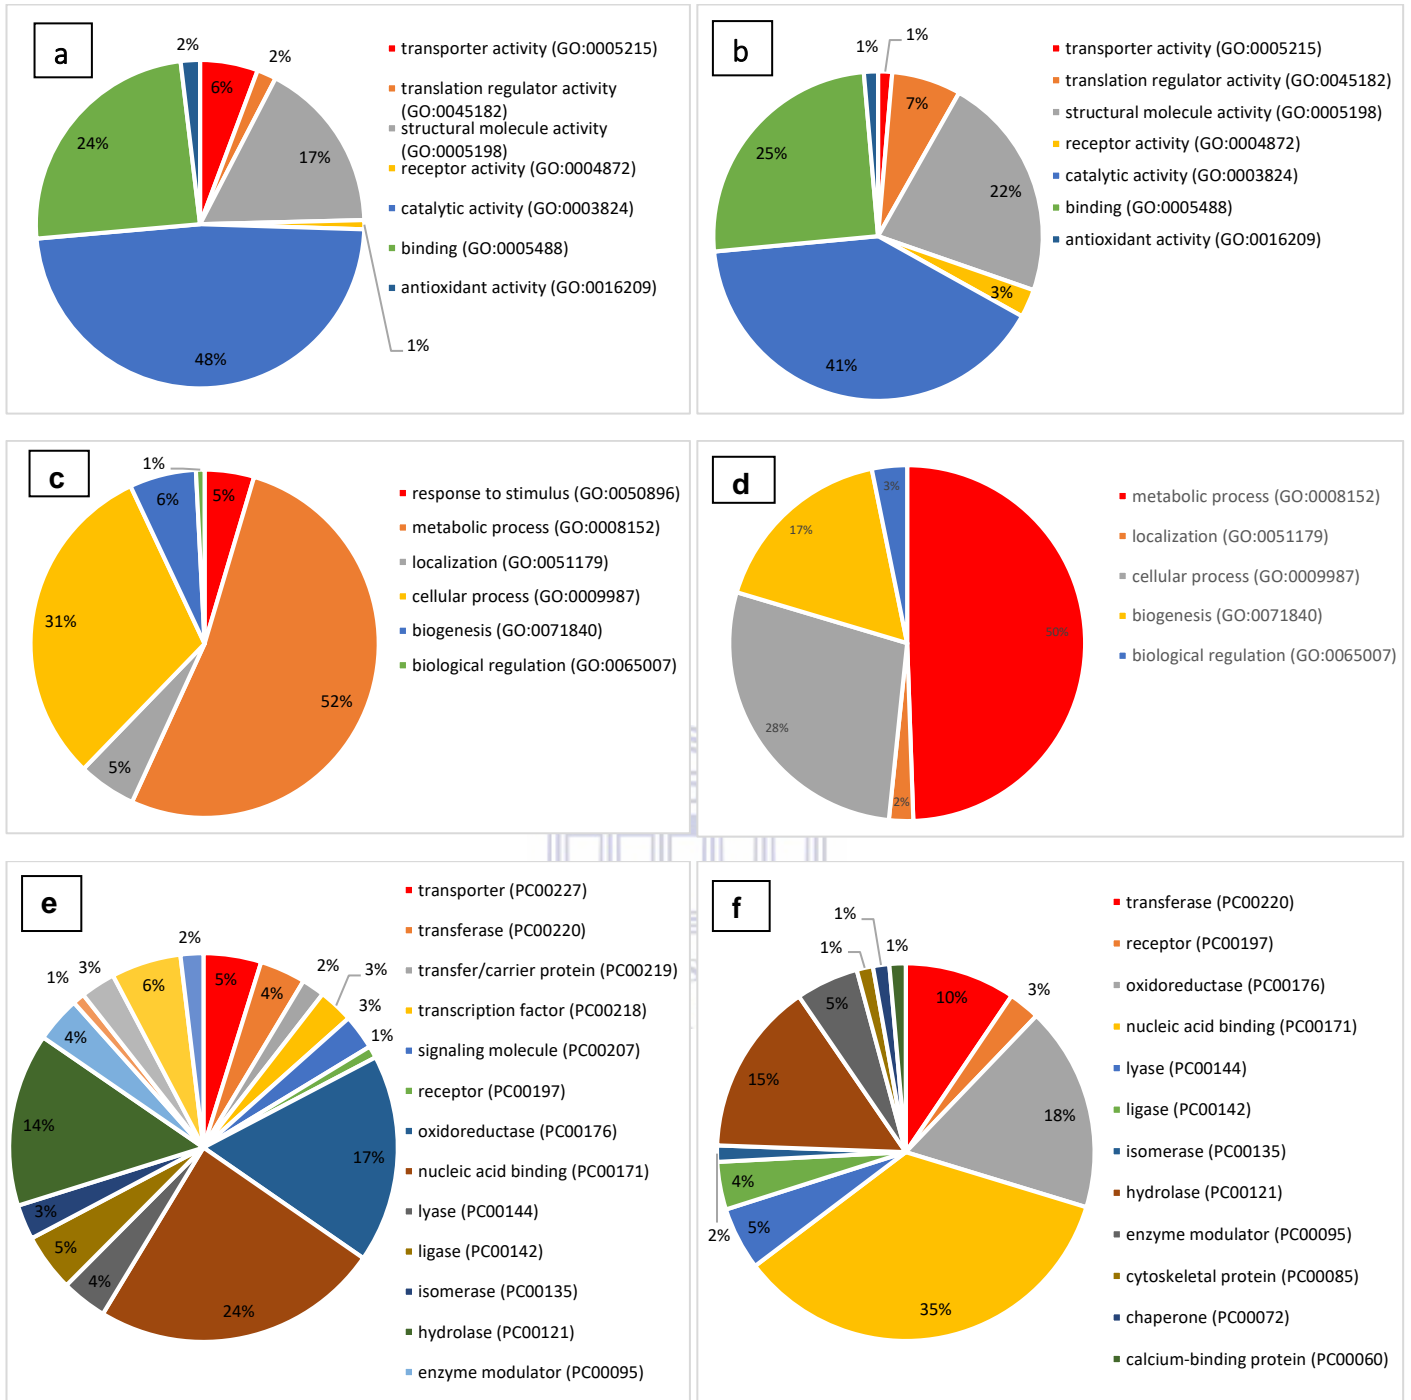 a
2%
2%
6%
17%
24%
48%
1%
transporter activity (GO:0005215)
translation regulator activity
(GO:0045182)
structural molecule activity
(GO:0005198)
receptor activity (GO:0004872)
catalytic activity (GO:0003824)
binding (GO:0005488)
antioxidant activity (GO:0016209)
b
1%
1%
7%
22%
25%
3%
41%
transporter activity (GO:0005215)
translation regulator activity (GO:0045182)
structural molecule activity (GO:0005198)
receptor activity (GO:0004872)
catalytic activity (GO:0003824)
binding (GO:0005488)
antioxidant activity (GO:0016209)
c
1%
6%
5%
31%
52%
5%
response to stimulus (GO:0050896)
metabolic process (GO:0008152)
localization (GO:0051179)
cellular process (GO:0009987)
biogenesis (GO:0071840)
biological regulation (GO:0065007)
d
3%
17%
50%
28%
2%
metabolic process (GO:0008152)
localization (GO:0051179)
cellular process (GO:0009987)
biogenesis (GO:0071840)
biological regulation (GO:0065007)
e
2%
3%
1%
6%
5%
4%
2%
3%
3%
1%
4%
14%
17%
3%
5%
4%
24%
transporter (PC00227)
transferase (PC00220)
transfer/carrier protein (PC00219)
transcription factor (PC00218)
signaling molecule (PC00207)
receptor (PC00197)
oxidoreductase (PC00176)
nucleic acid binding (PC00171)
lyase (PC00144)
ligase (PC00142)
isomerase (PC00135)
hydrolase (PC00121)
enzyme modulator (PC00095)
f
1%
1%
1%
5%
10%
3%
15%
18%
4%
2%
5%
35%
transferase (PC00220)
receptor (PC00197)
oxidoreductase (PC00176)
nucleic acid binding (PC00171)
lyase (PC00144)
ligase (PC00142)
isomerase (PC00135)
hydrolase (PC00121)
enzyme modulator (PC00095)
cytoskeletal protein (PC00085)
chaperone (PC00072)
calcium-binding protein (PC00060)